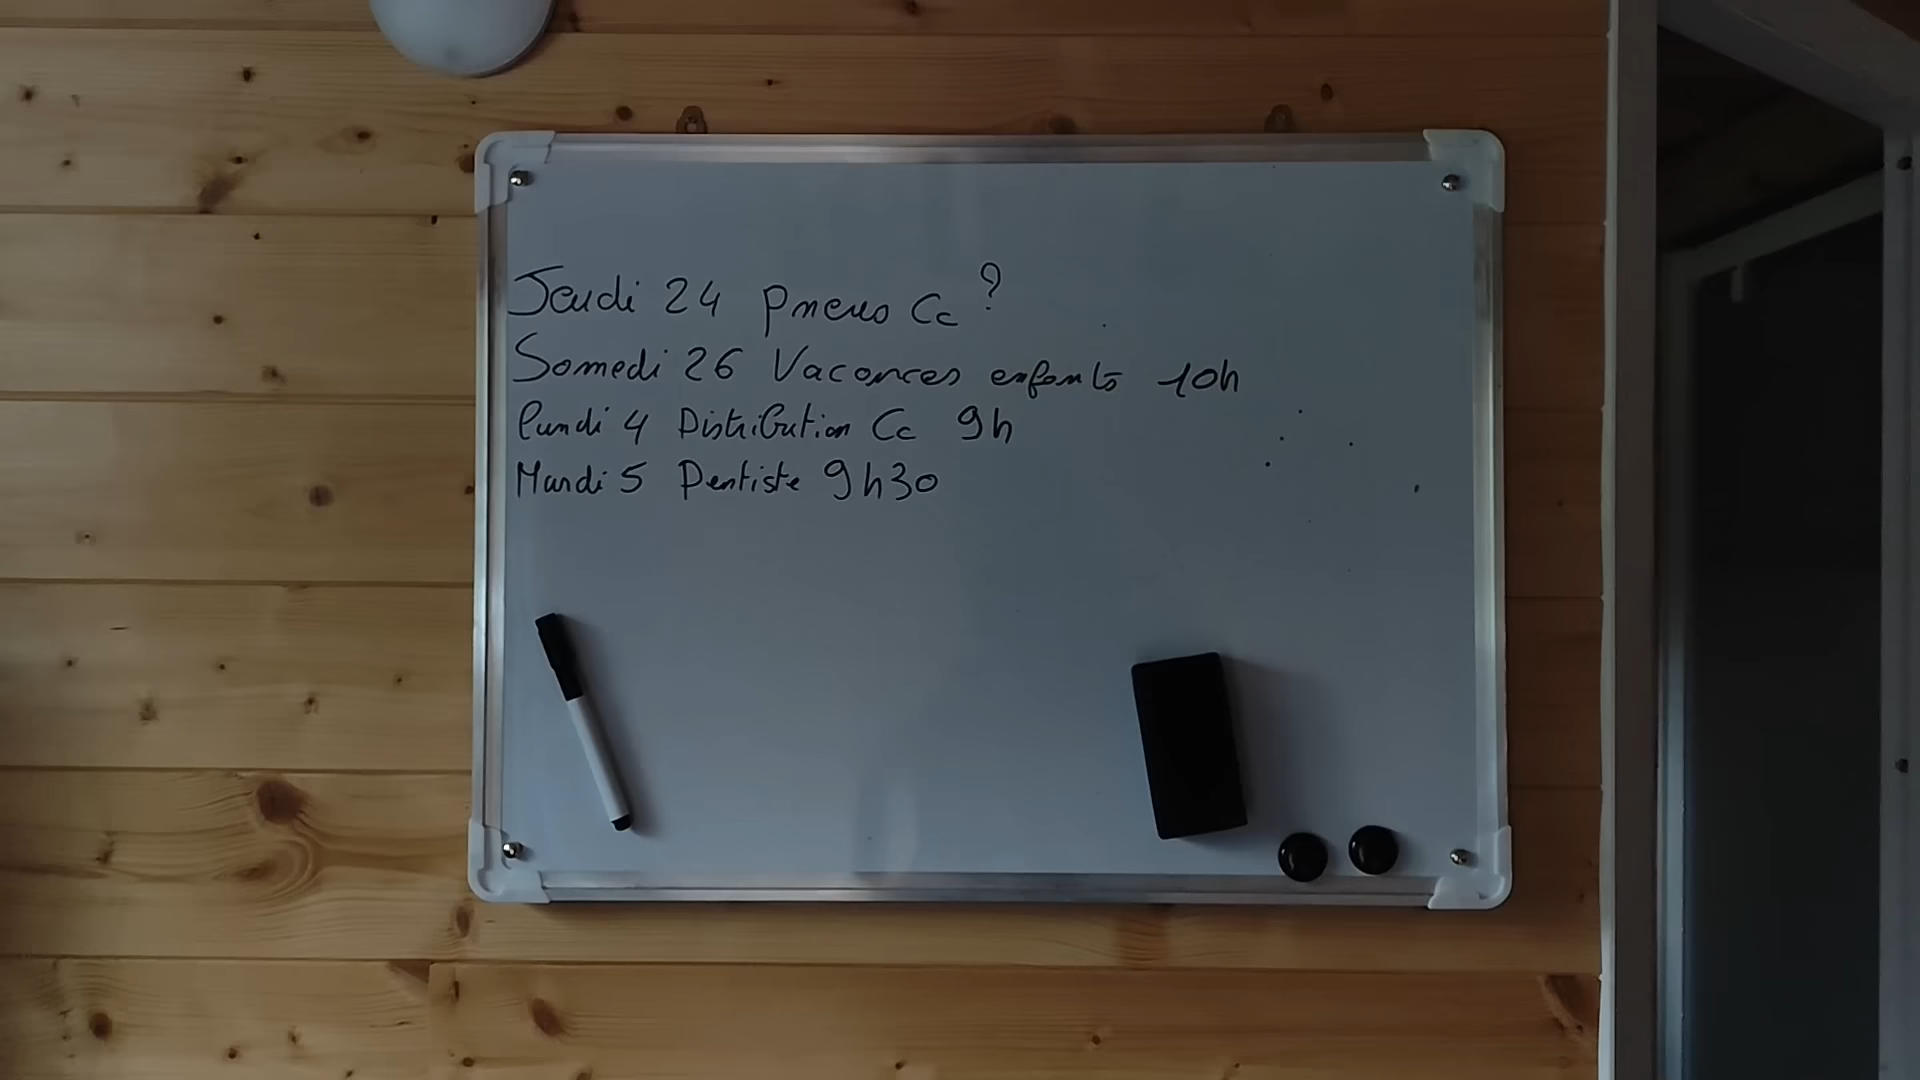 Jeudi 24 Pneus Cc ?
Samedi 26 Vacances enfants 10h
Lundi 4 Distribution Cc 9h
Mardi 5 Dentiste 9h30